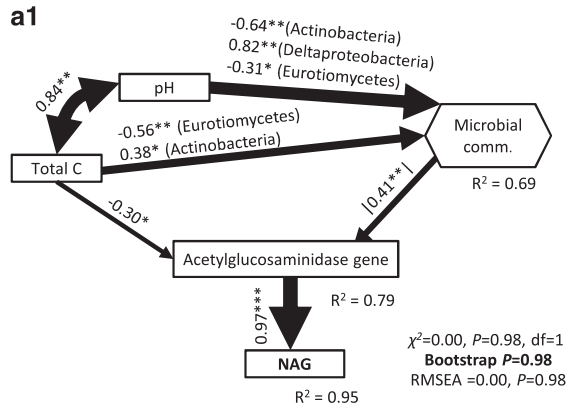 a1
-0.64**(Actinobacteria)
0.82**(Deltaproteobacteria)
-0.31* (Eurotiomycetes)
0.84**
pH
-0.56** (Eurotiomycetes)
0.38* (Actinobacteria)
Microbial
comm.
Total C
R² = 0.69
|0.41**|
-0.30*
Acetylglucosaminidase gene
R² = 0.79
0.97***
NAG
R² = 0.95
χ²=0.00, P=0.98, df=1
Bootstrap P=0.98
RMSEA =0.00, P=0.98